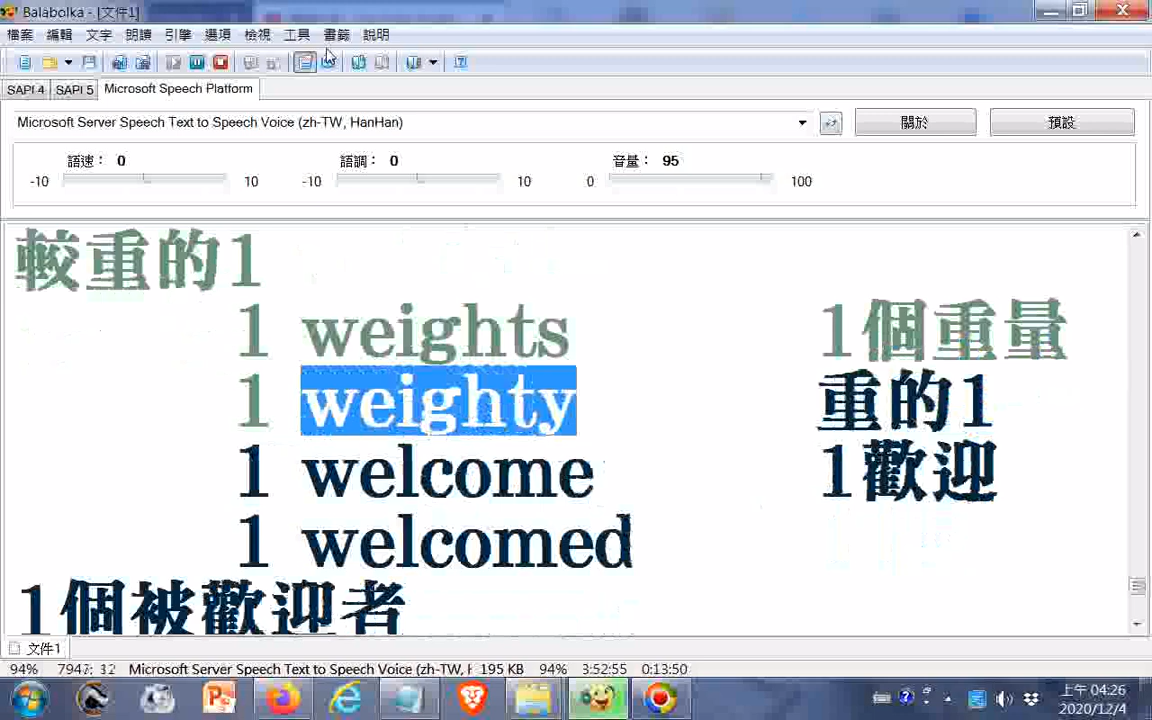 Balabolka - [文件1]
檔案 編輯 文字 朗讀 引擎 選項 檢視 工具 書籤 說明
SAPI 4 SAPI 5 Microsoft Speech Platform
Microsoft Server Speech Text to Speech Voice (zh-TW, HanHan) 關於 預設
語速： 0 語調： 0 音量： 95
-10 10 -10 10 0 100
較重的1
1 weights 1個重量
1 weighty 重的1
1 welcome 1歡迎
1 welcomed
1個被歡迎者
文件1
94% 7947: 32 Microsoft Server Speech Text to Speech Voice (zh-TW, H 195 KB 94% 3:52:55 0:13:50
上午 04:26
2020/12/4